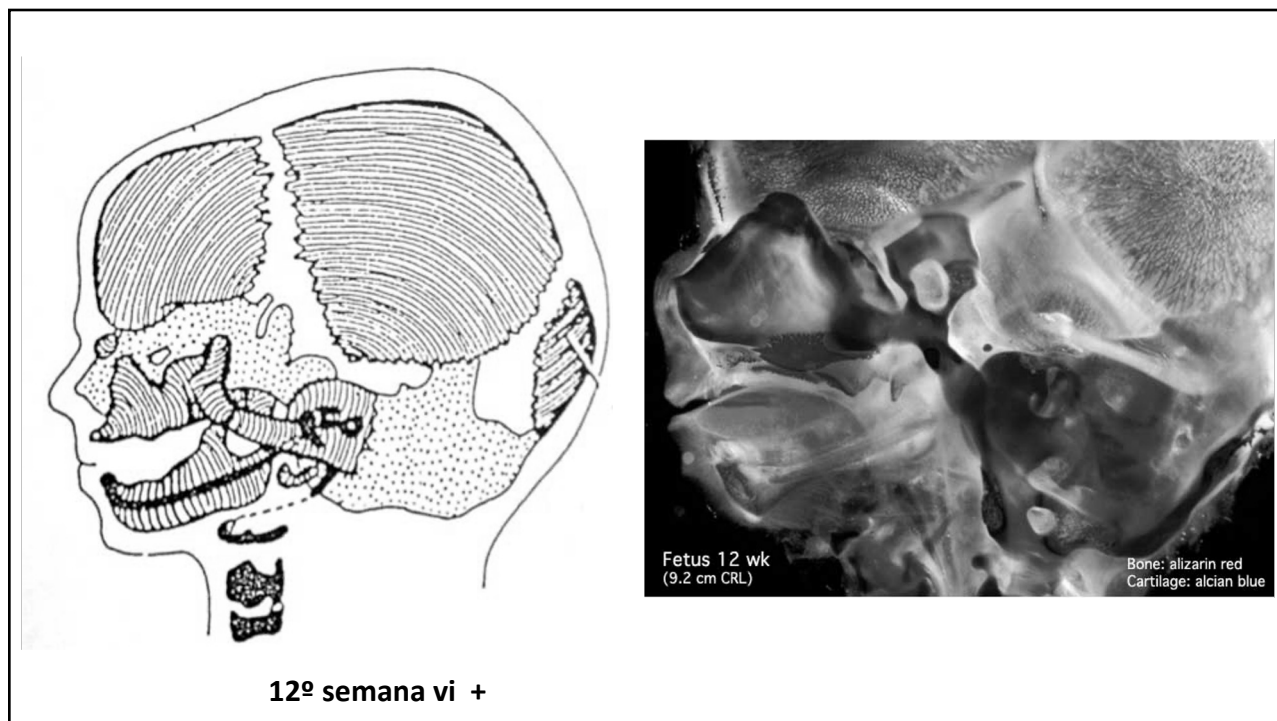 Fetus 12 wk
(9.2 cm CRL)
Bone: alizarin red
Cartilage: alcian blue
12º semana vi +